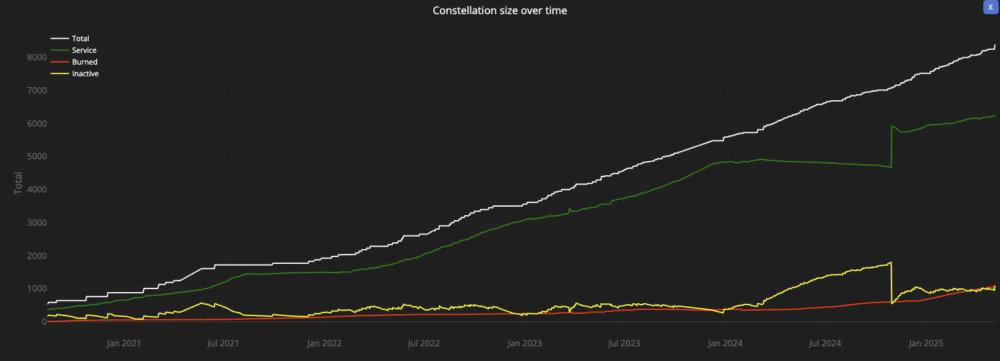 Constellation size over time
X
Total
Service
Burned
Inactive
8000
7000
6000
5000
4000
3000
2000
1000
0
Total
Jan 2021 Jul 2021 Jan 2022 Jul 2022 Jan 2023 Jul 2023 Jan 2024 Jul 2024 Jan 2025